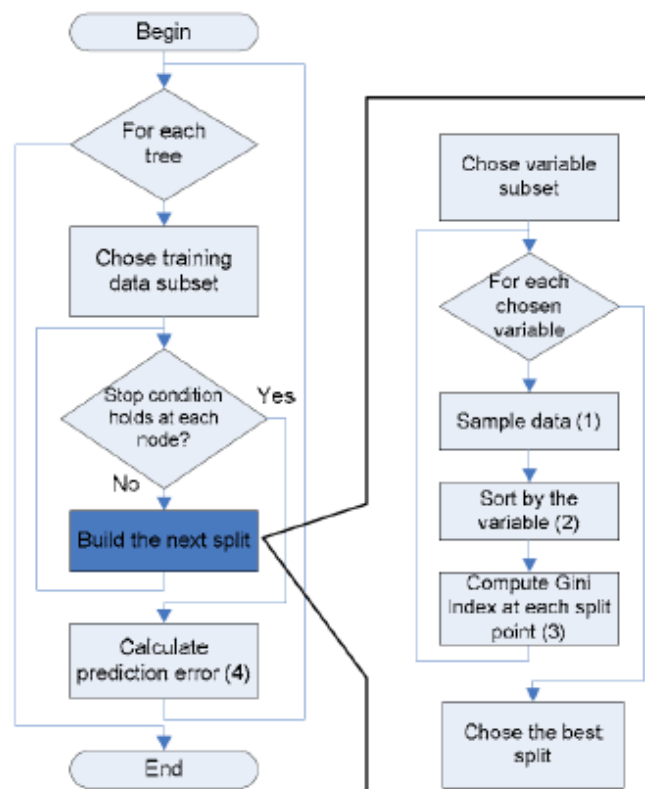 Begin
For each
tree
Chose training
data subset
Stop condition
holds at each
node?
Yes
No
Build the next split
Calculate
prediction error (4)
End
Chose variable
subset
For each
chosen
variable
Sample data (1)
Sort by the
variable (2)
Compute Gini
Index at each split
point (3)
Chose the best
split